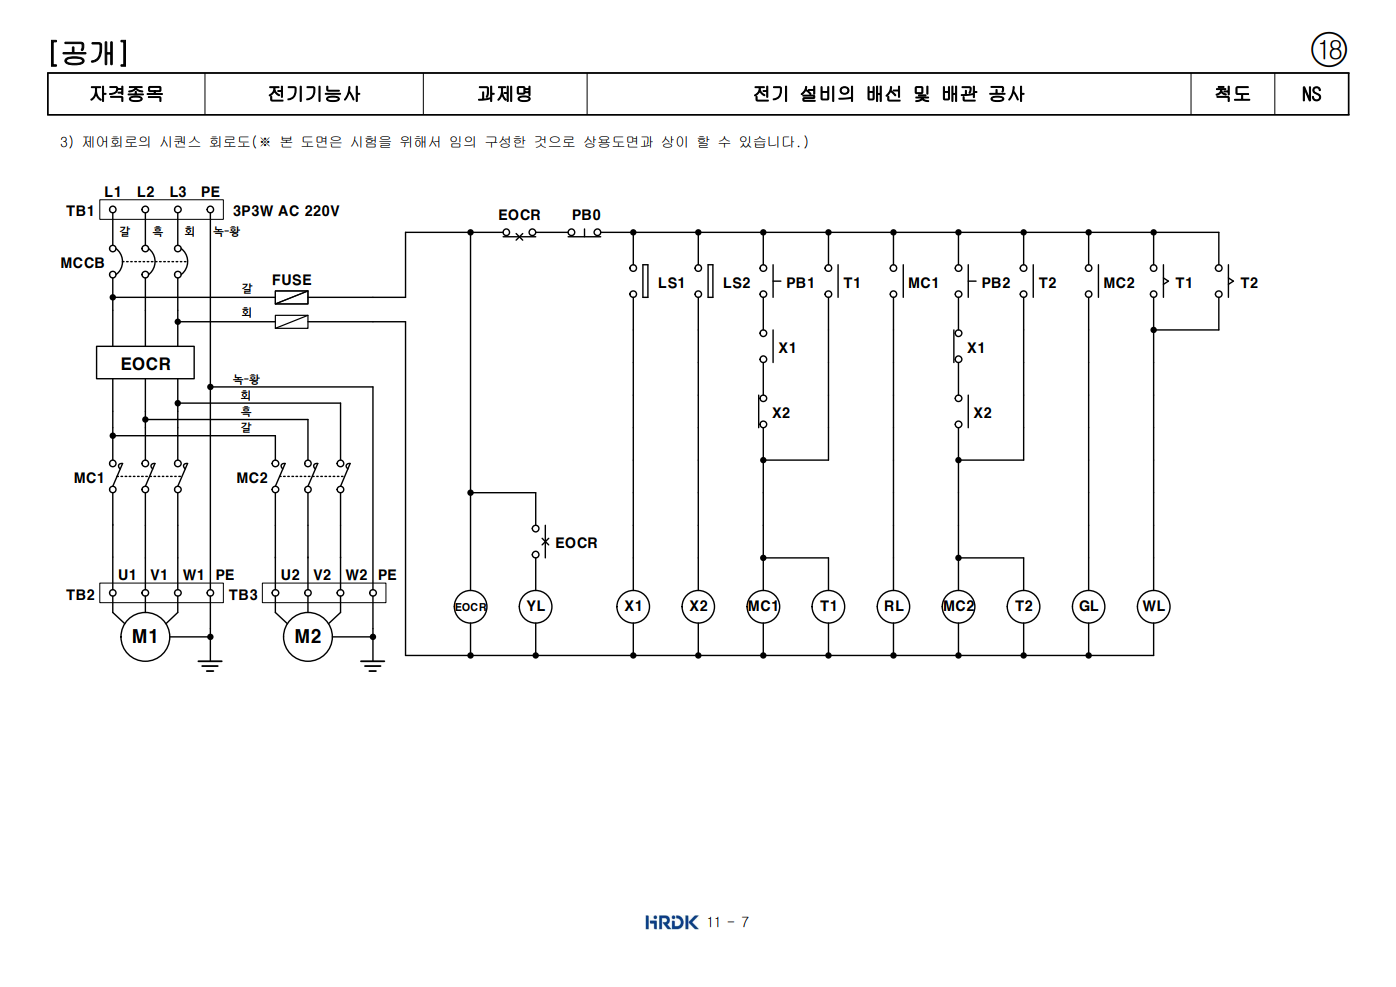 [공개]
⑱
자격종목 전기기능사 과제명 전기 설비의 배선 및 배관 공사 척도 NS
3) 제어회로의 시퀀스 회로도(※ 본 도면은 시험을 위해서 임의 구성한 것으로 상용도면과 상이 할 수 있습니다.)
L1 L2 L3 PE
TB1 3P3W AC 220V
갈 흑 회 녹-황
EOCR PB0
MCCB
FUSE
갈
회
LS1 LS2 PB1 T1 MC1 PB2 T2 MC2 T1 T2
X1 X1
EOCR
녹-황
회
흑
갈
X2 X2
MC1 MC2
EOCR
U1 V1 W1 PE U2 V2 W2 PE
TB2 TB3
EOCR YL X1 X2 MC1 T1 RL MC2 T2 GL WL
M1 M2
HRDK 11 - 7